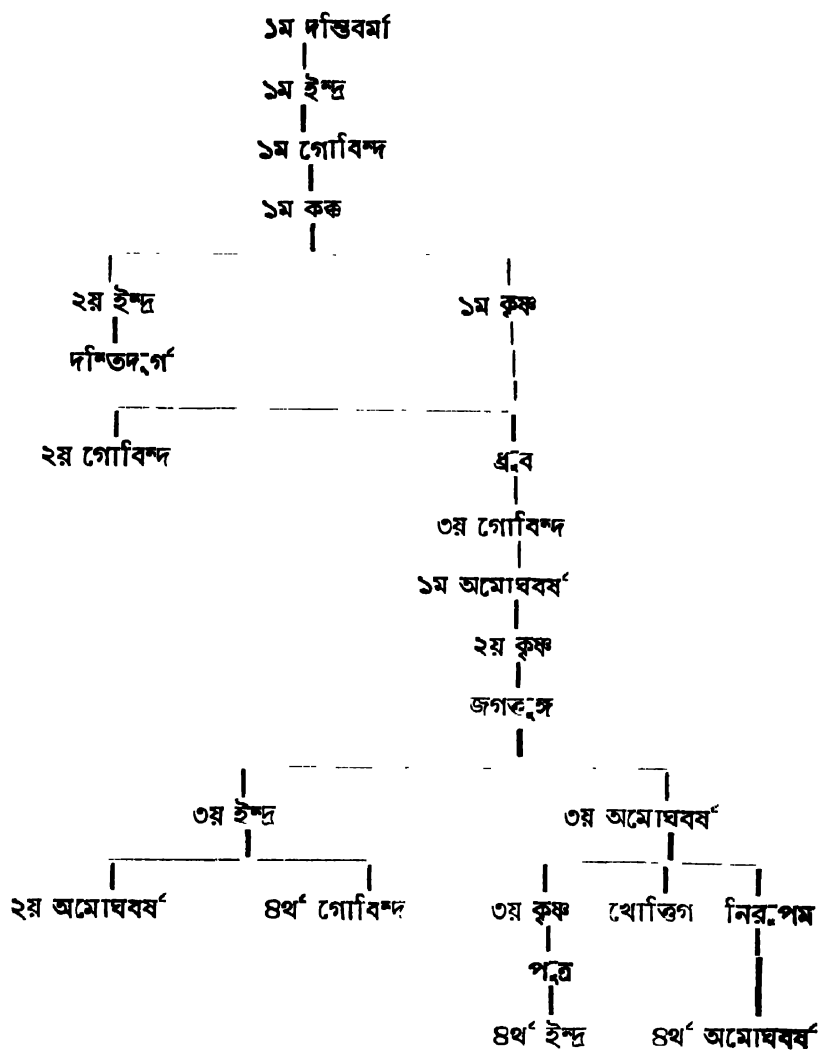 ১ম দন্তিবর্মা
১ম ইন্দ্র
১ম গোবিন্দ
১ম কক্ক
২য় ইন্দ্র ১ম কৃষ্ণ
দন্তিদুর্গ
২য় গোবিন্দ ধ্রুব
৩য় গোবিন্দ
১ম অমোঘবর্ষ
২য় কৃষ্ণ
জগত্তুঙ্গ
৩য় ইন্দ্র ৩য় অমোঘবর্ষ
২য় অমোঘবর্ষ ৪র্থ গোবিন্দ ৩য় কৃষ্ণ খোত্তিগ নিরুপম
পুত্র
৪র্থ ইন্দ্র ৪র্থ অমোঘবর্ষ